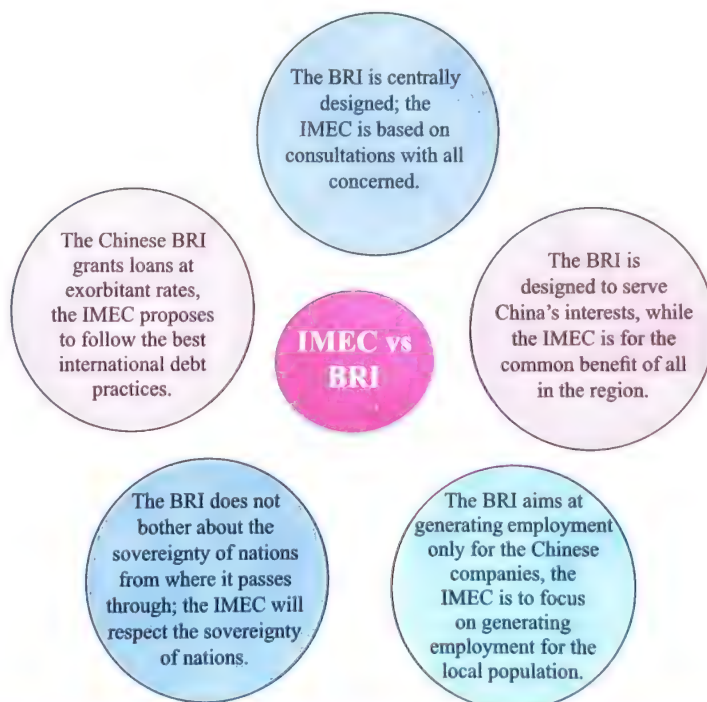 The BRI is centrally
designed; the
IMEC is based on
consultations with all
concerned.
The Chinese BRI
grants loans at
exorbitant rates,
the IMEC proposes
to follow the best
international debt
practices.
IMEC vs
BRI
The BRI is
designed to serve
China's interests, while
the IMEC is for the
common benefit of all
in the region.
The BRI does not
bother about the
sovereignty of nations
from where it passes
through; the IMEC will
respect the sovereignty
of nations.
The BRI aims at
generating employment
only for the Chinese
companies, the
IMEC is to focus
on generating
employment for the
local population.